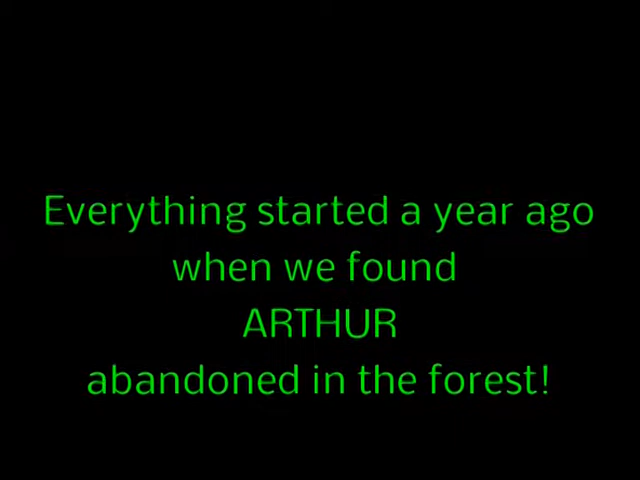 Everything started a year ago
when we found
ARTHUR
abandoned in the forest!